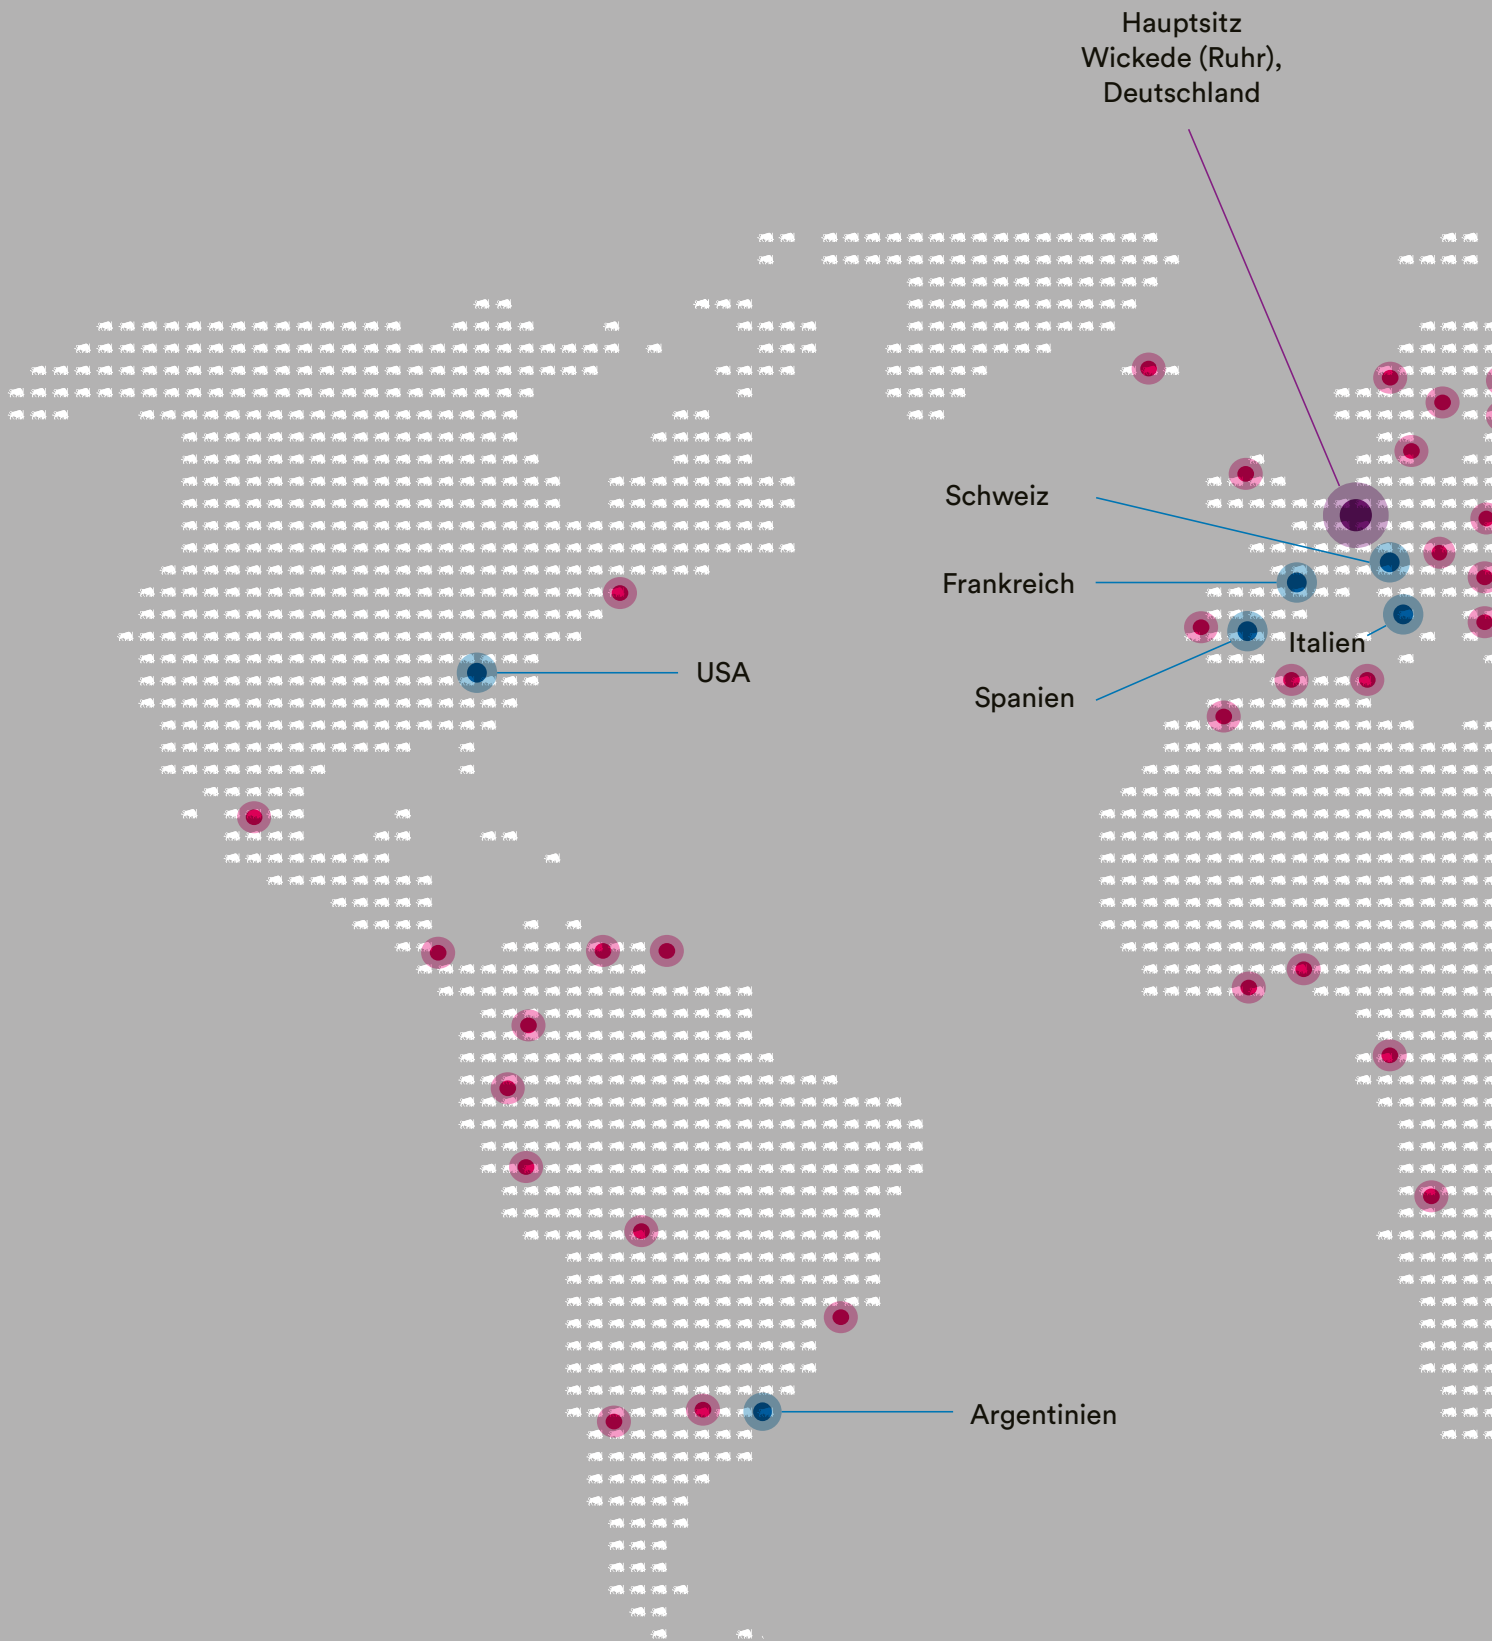 Hauptsitz
Wickede (Ruhr),
Deutschland
Schweiz
Frankreich
Italien
USA
Spanien
Argentinien